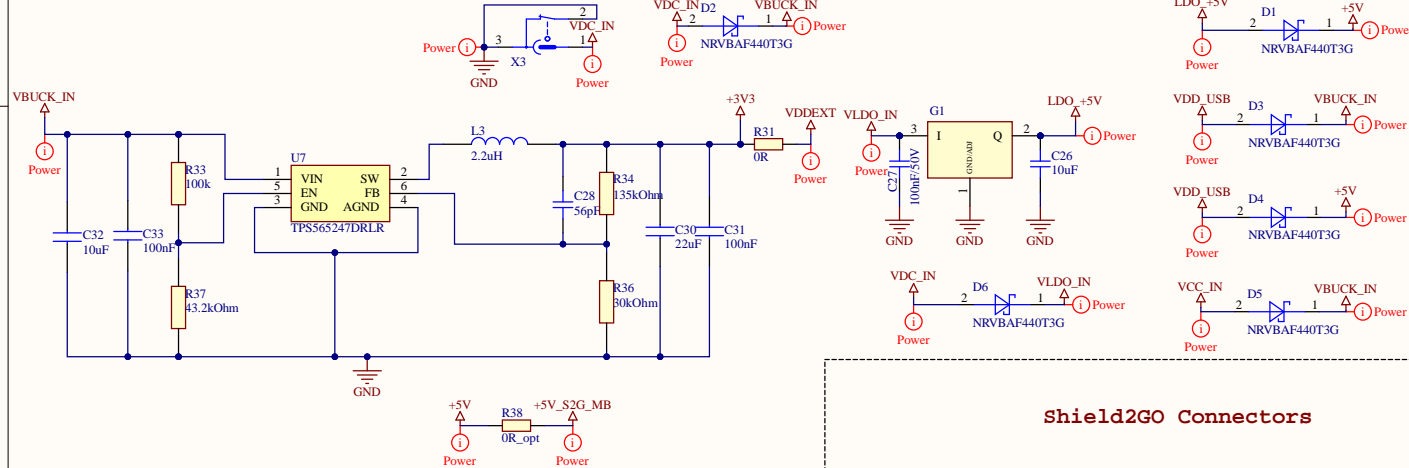 2
VDC_IN
1
3
Power
X3
GND
Power
VDC_IN
D2
2
1
VBUCK_IN
Power
NRVBAF440T3G
Power
LDO_+5V
D1
2
1
+5V
Power
NRVBAF440T3G
Power
VBUCK_IN
Power
R33
100k
C32
10uF
C33
100nF
R37
43.2kOhm
U7
1 VIN SW 2
5 EN FB 6
3 GND AGND 4
TPS565247DRLR
L3
2.2uH
C28
56pF
R34
135kOhm
R36
30kOhm
C30
22uF
C31
100nF
+3V3
R31
0R
VDDEXT
Power
GND
VLDO_IN
Power
C27
100nF/50V
GND
G1
3 I Q 2
GND/ADJ
1
GND
LDO_+5V
Power
C26
10uF
GND
VDD_USB
D3
2
1
VBUCK_IN
Power
NRVBAF440T3G
Power
VDD_USB
D4
2
1
+5V
Power
NRVBAF440T3G
Power
VDC_IN
D6
2
1
VLDO_IN
Power
NRVBAF440T3G
Power
VCC_IN
D5
2
1
VBUCK_IN
Power
NRVBAF440T3G
Power
+5V
R38
+5V_S2G_MB
0R_opt
Power
Power
Shield2GO Connectors